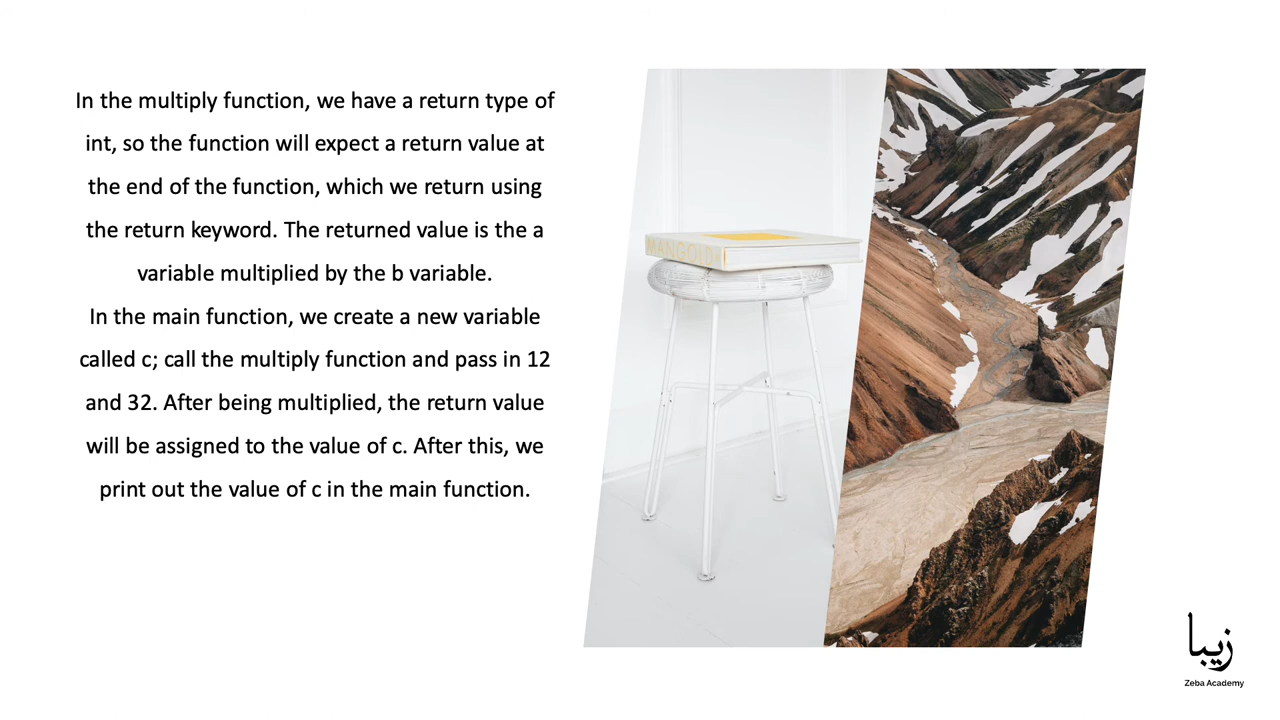 In the multiply function, we have a return type of
int, so the function will expect a return value at
the end of the function, which we return using
the return keyword. The returned value is the a
variable multiplied by the b variable.
In the main function, we create a new variable
called c; call the multiply function and pass in 12
and 32. After being multiplied, the return value
will be assigned to the value of c. After this, we
print out the value of c in the main function.
MANGOLD
زيبا
Zeba Academy